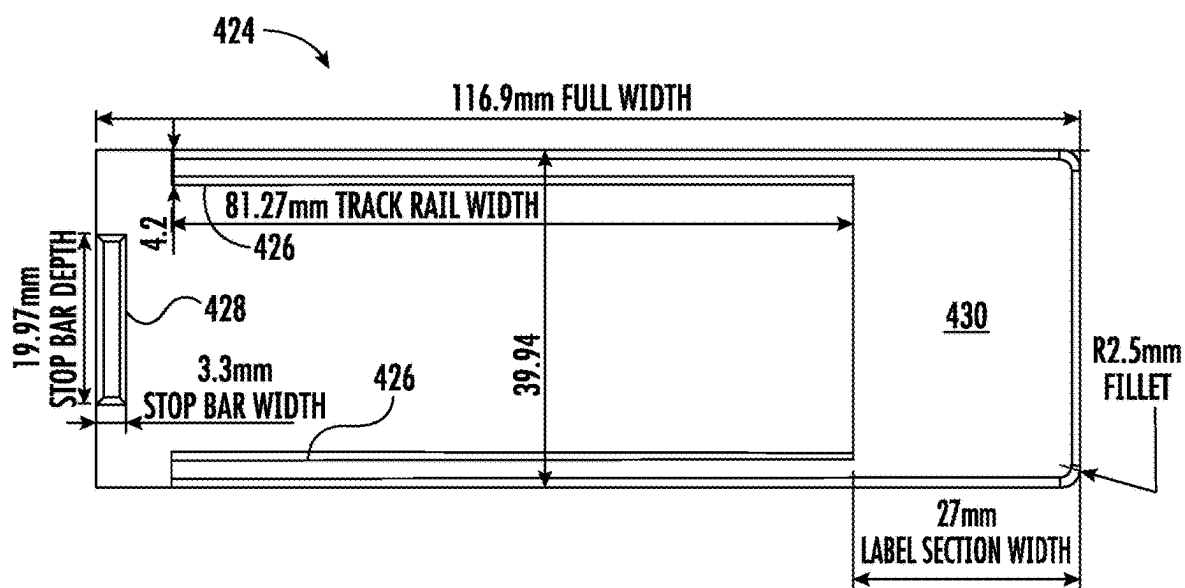 424
116.9mm FULL WIDTH
4.2
81.27mm TRACK RAIL WIDTH
426
19.97mm
STOP BAR DEPTH
428
3.3mm
STOP BAR WIDTH
426
39.94
430
R2.5mm
FILLET
27mm
LABEL SECTION WIDTH